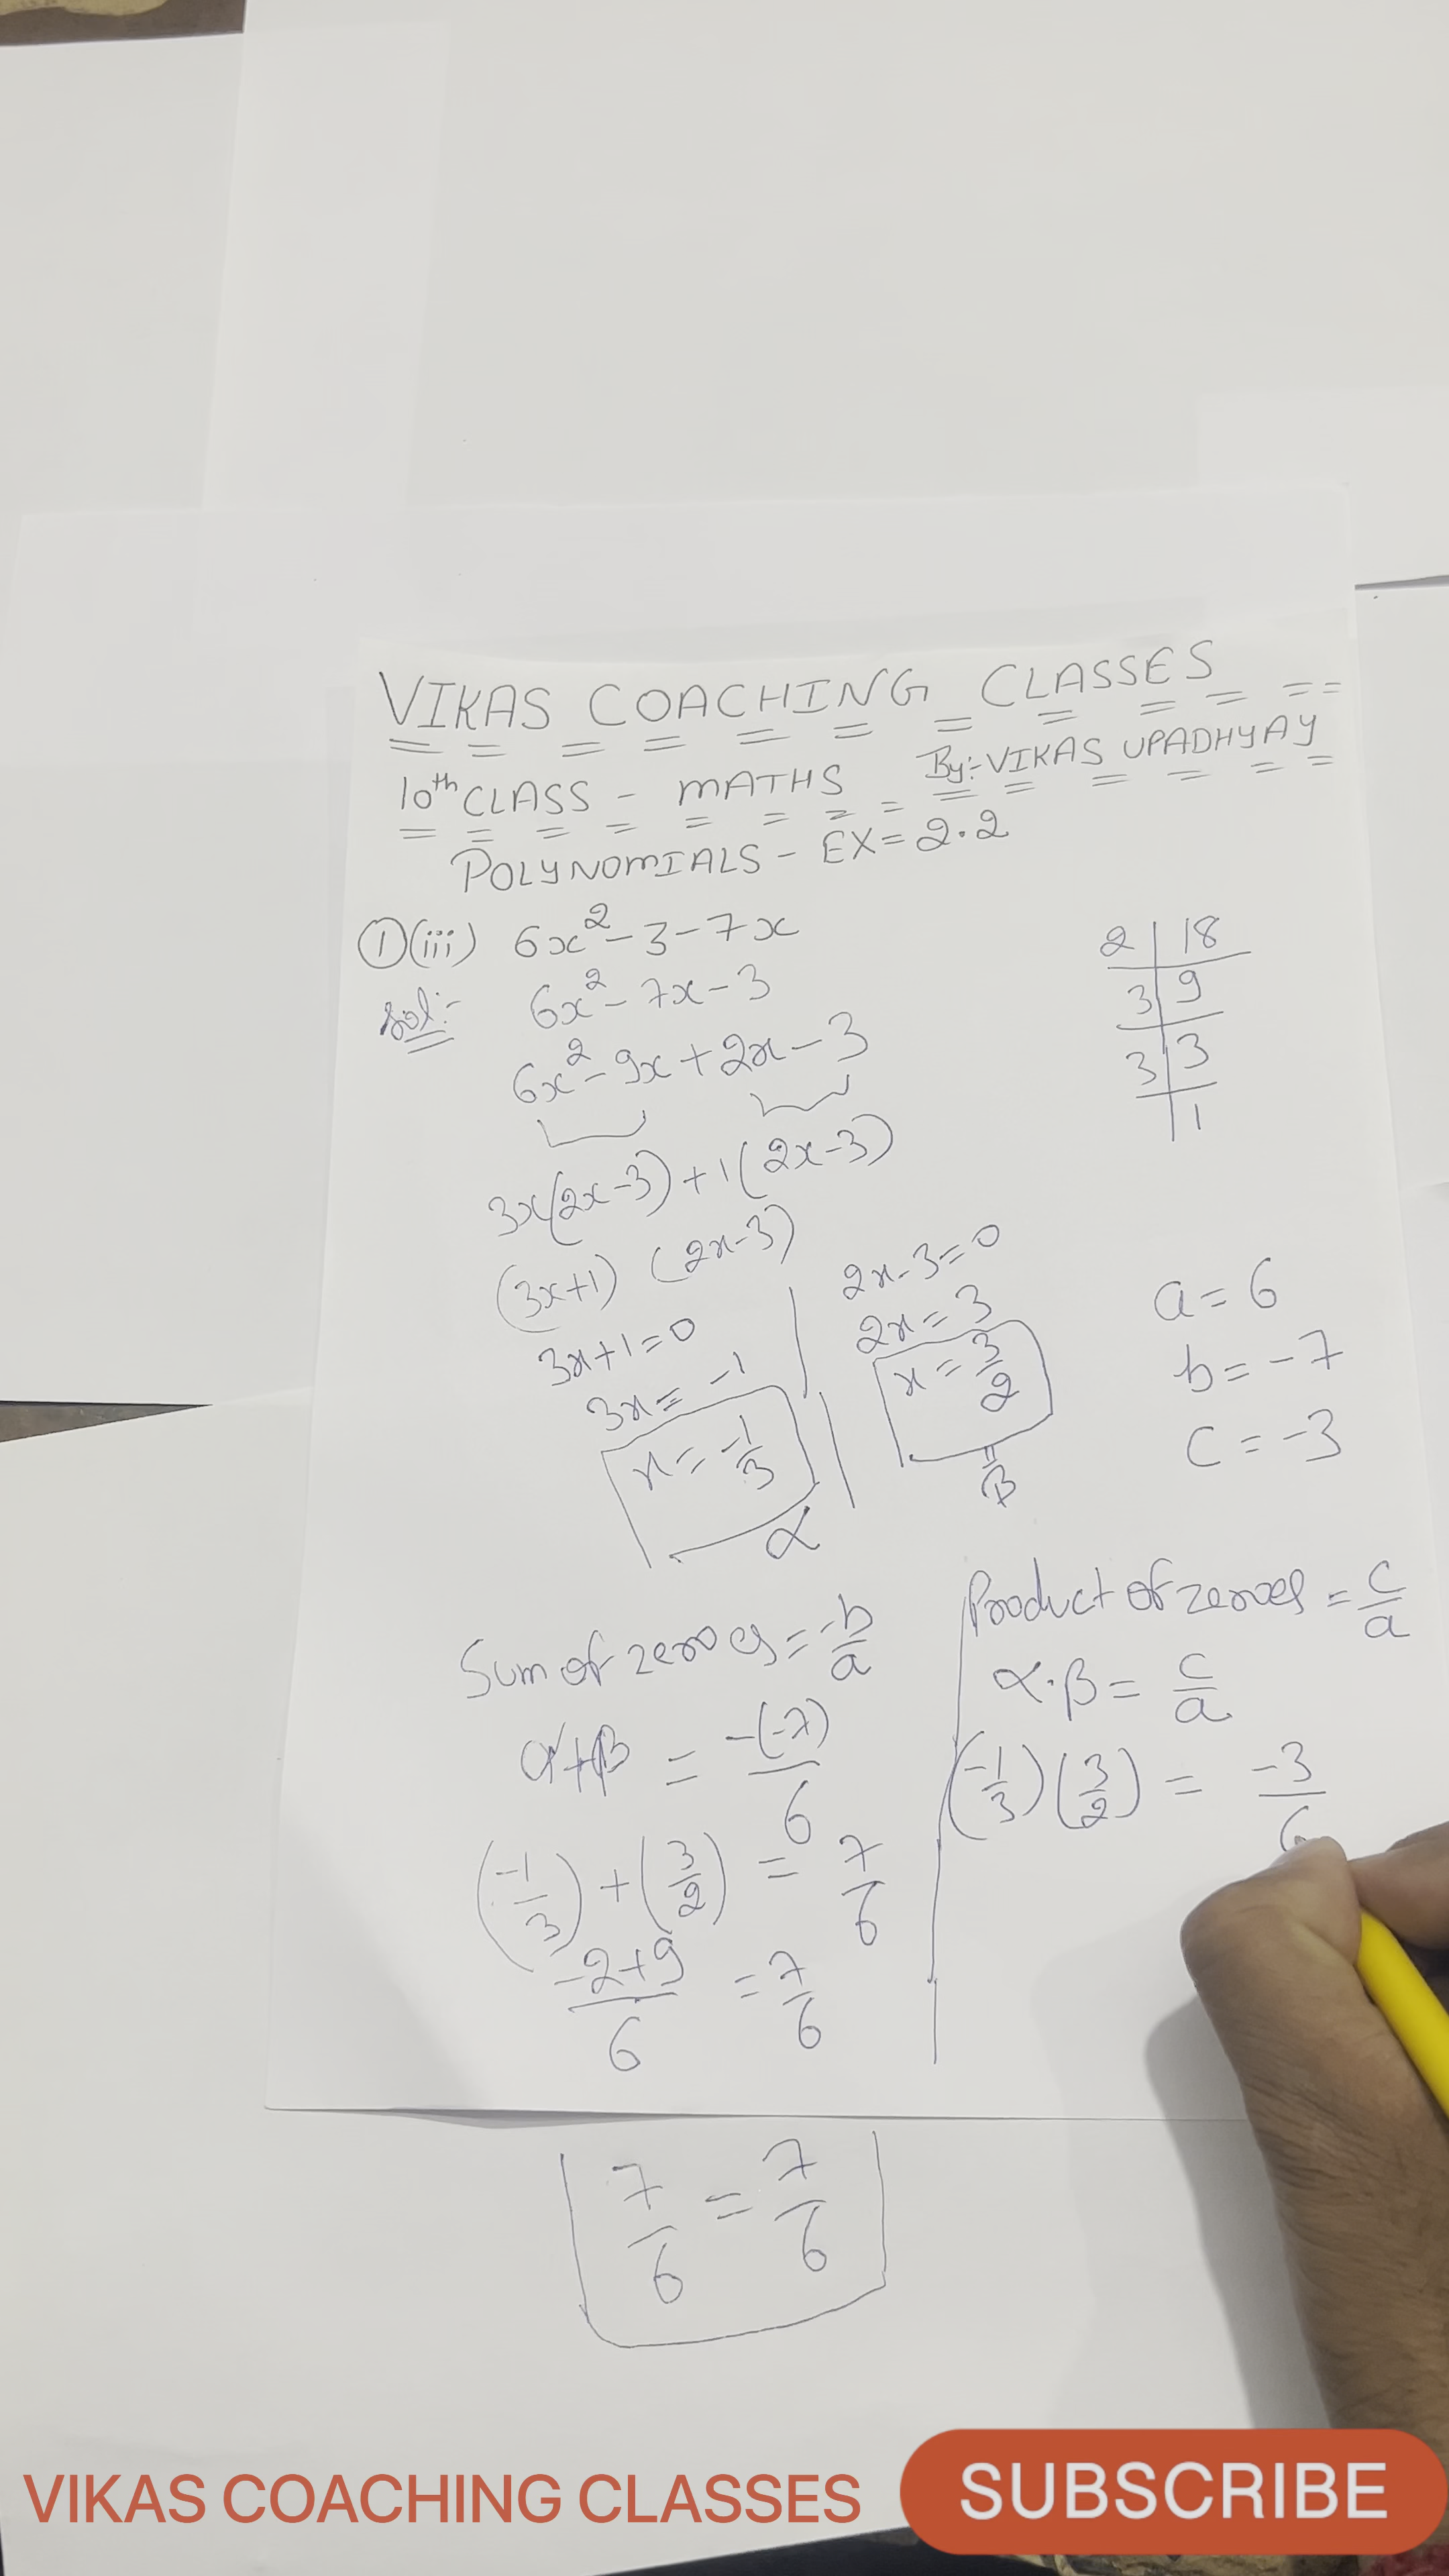 VIKAS COACHING CLASSES
10th CLASS - MATHS By:- VIKAS UPADHYAY
POLYNOMIALS - EX = 2.2
①(iii) 6x² - 3 - 7x
Sol:- 6x² - 7x - 3
6x² - 9x + 2x - 3
3x(2x-3) + 1(2x-3)
(3x+1) (2x-3)
3x+1=0
3x = -1
x = -1/3
α
2x-3=0
2x = 3
x = 3/2
β
2 | 18
3 | 9
3 | 3
| 1
a = 6
b = -7
c = -3
Sum of zeroes = -b/a
α+β = -(-7)/6
(-1/3) + (3/2) = 7/6
-2+9/6 = 7/6
7/6 = 7/6
Product of zeroes = c/a
α.β = c/a
(-1/3)(3/2) = -3/6
VIKAS COACHING CLASSES
SUBSCRIBE